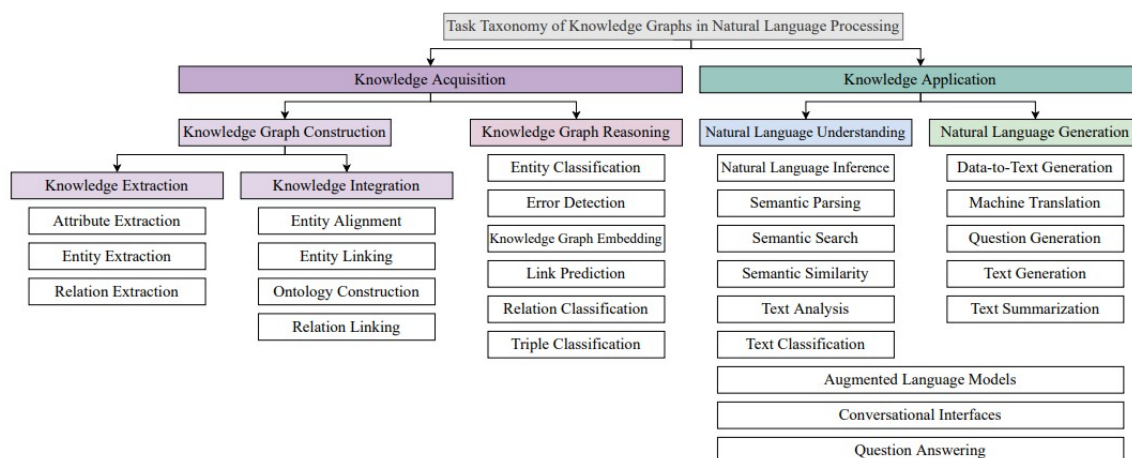 Task Taxonomy of Knowledge Graphs in Natural Language Processing
Knowledge Acquisition
Knowledge Application
Knowledge Graph Construction
Knowledge Graph Reasoning
Natural Language Understanding
Natural Language Generation
Knowledge Extraction
Knowledge Integration
Attribute Extraction
Entity Extraction
Relation Extraction
Entity Alignment
Entity Linking
Ontology Construction
Relation Linking
Entity Classification
Error Detection
Knowledge Graph Embedding
Link Prediction
Relation Classification
Triple Classification
Natural Language Inference
Semantic Parsing
Semantic Search
Semantic Similarity
Text Analysis
Text Classification
Data-to-Text Generation
Machine Translation
Question Generation
Text Generation
Text Summarization
Augmented Language Models
Conversational Interfaces
Question Answering